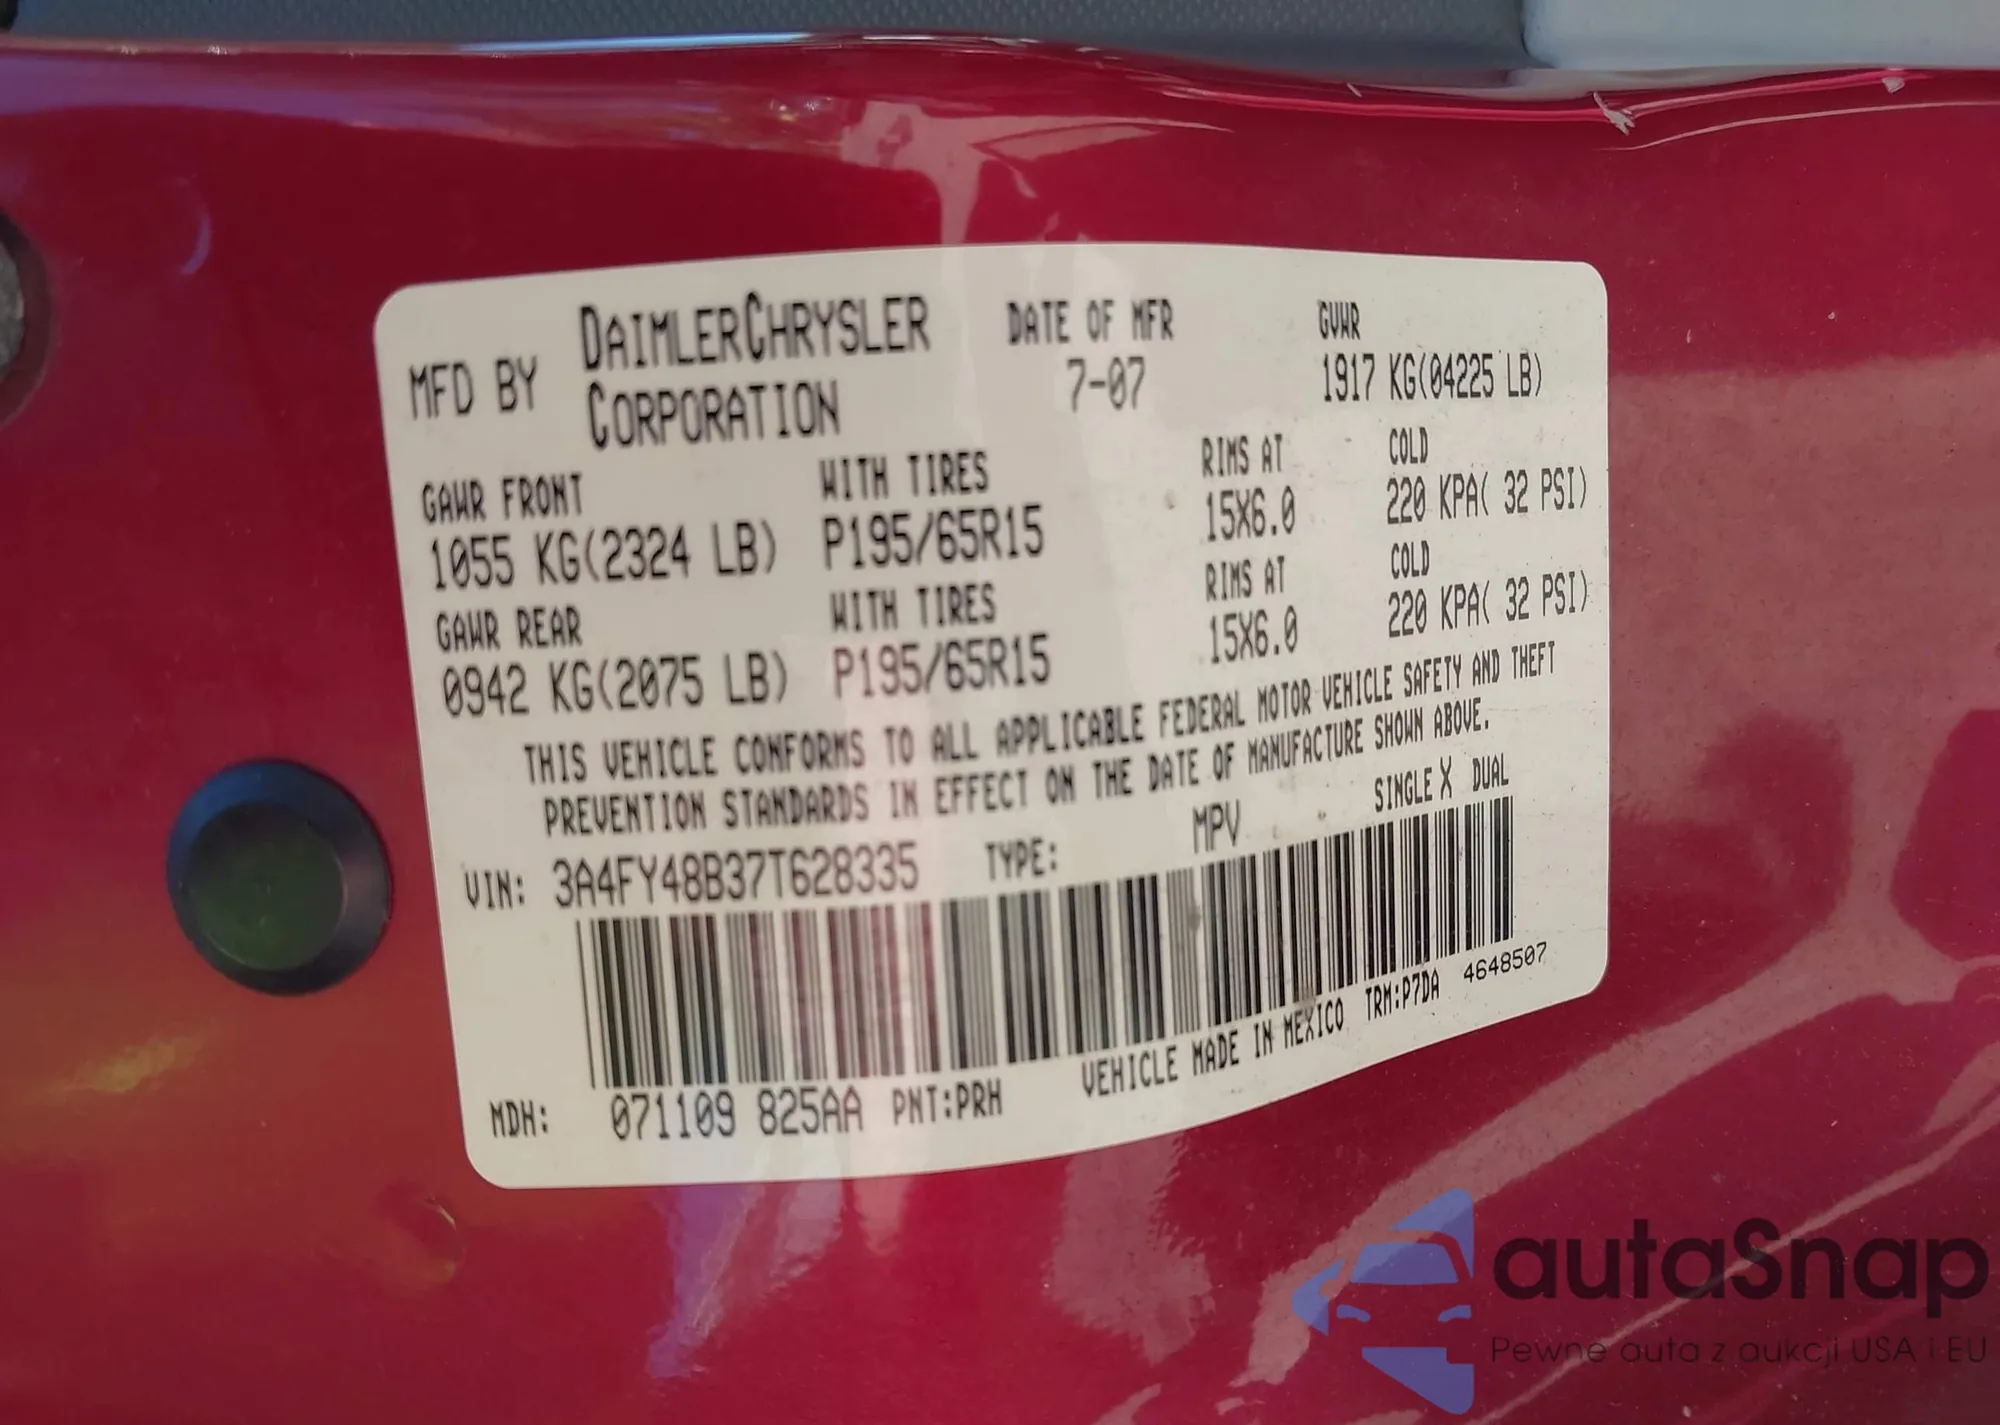 MFD BY DAIMLERCHRYSLER CORPORATION
DATE OF MFR
7-07
GVWR
1917 KG(04225 LB)
GAWR FRONT WITH TIRES RIMS AT COLD
1055 KG(2324 LB) P195/65R15 15X6.0 220 KPA( 32 PSI)
GAWR REAR WITH TIRES RIMS AT COLD
0942 KG(2075 LB) P195/65R15 15X6.0 220 KPA( 32 PSI)
THIS VEHICLE CONFORMS TO ALL APPLICABLE FEDERAL MOTOR VEHICLE SAFETY AND THEFT
PREVENTION STANDARDS IN EFFECT ON THE DATE OF MANUFACTURE SHOWN ABOVE.
VIN: 3A4FY48B37T628335 TYPE: MPV SINGLE X DUAL
MDH: 071109 825AA PNT:PRH VEHICLE MADE IN MEXICO TRM:P7DA 4648507
autaSnap
Pewne auta z aukcji USA i EU